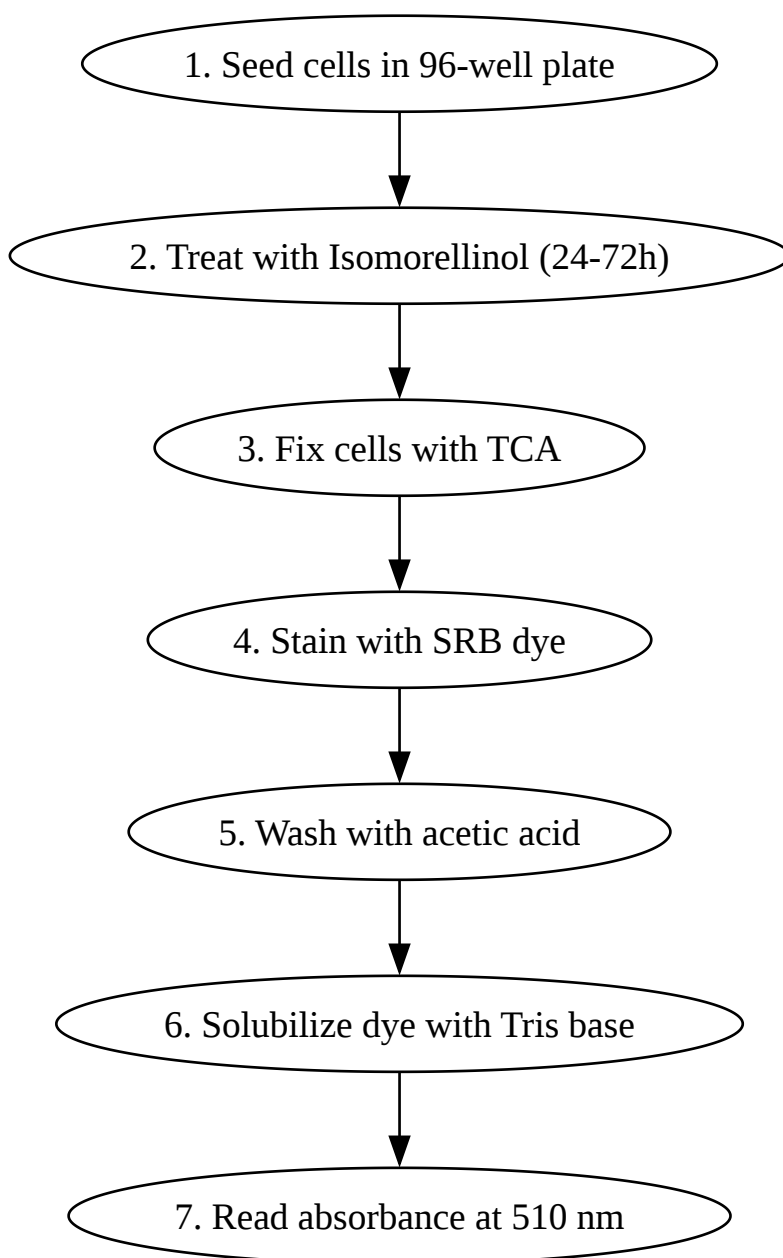 1. Seed cells in 96-well plate
2. Treat with Isomorellinol (24-72h)
3. Fix cells with TCA
4. Stain with SRB dye
5. Wash with acetic acid
6. Solubilize dye with Tris base
7. Read absorbance at 510 nm